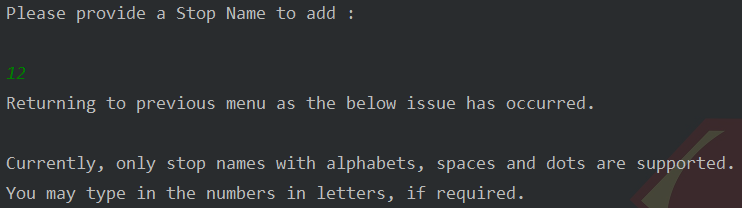 Please provide a Stop Name to add :
12
Returning to previous menu as the below issue has occurred.
Currently, only stop names with alphabets, spaces and dots are supported.
You may type in the numbers in letters, if required.